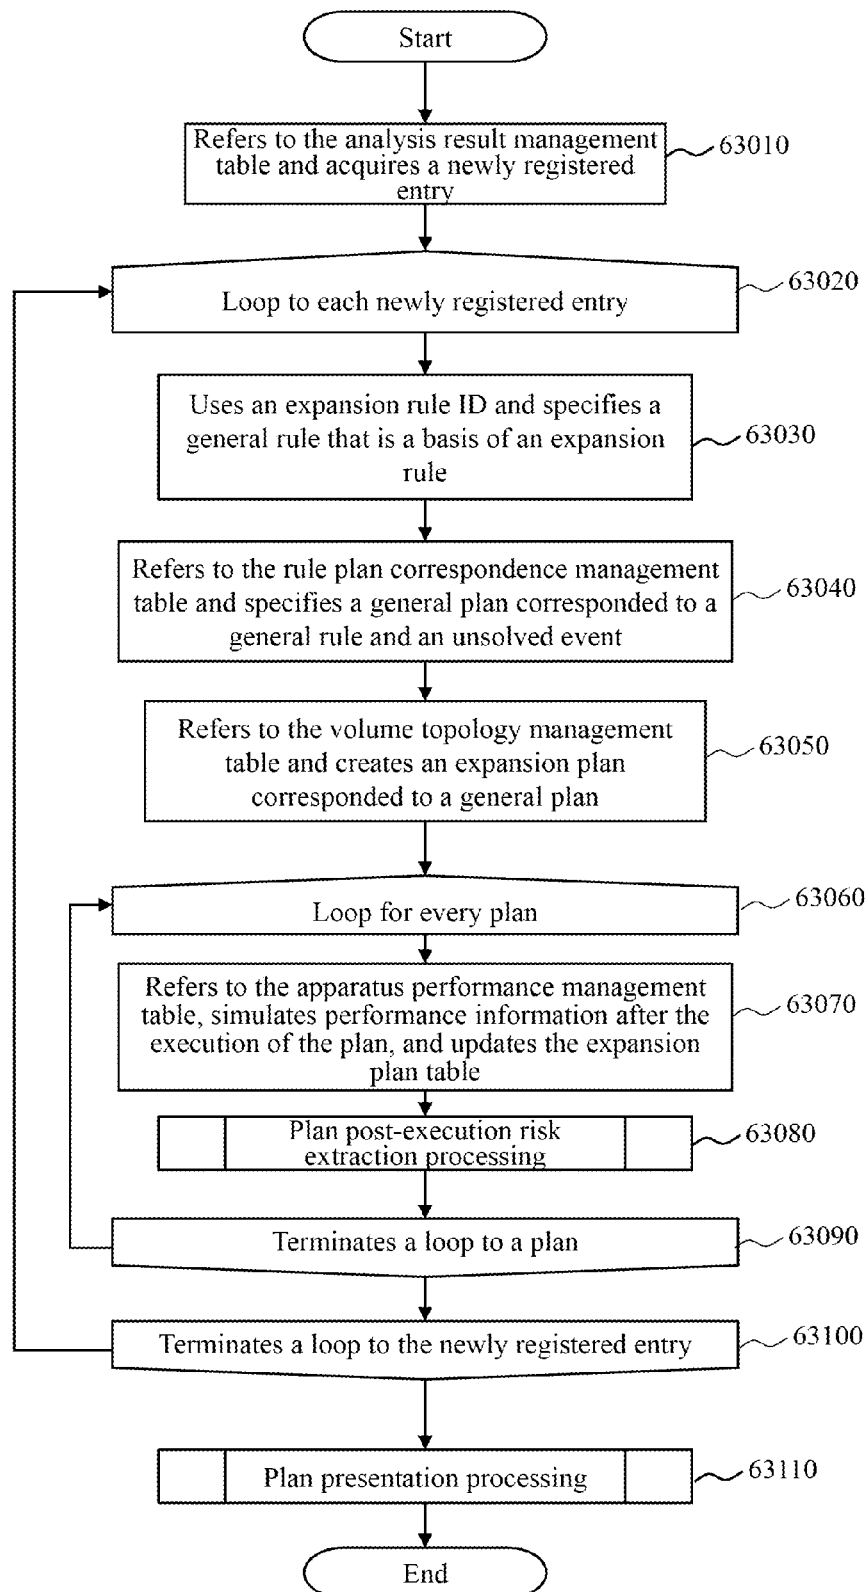 Start
Refers to the analysis result management
table and acquires a newly registered
entry
63010
Loop to each newly registered entry
63020
Uses an expansion rule ID and specifies a
general rule that is a basis of an expansion
rule
63030
Refers to the rule plan correspondence management
table and specifies a general plan corresponded to a
general rule and an unsolved event
63040
Refers to the volume topology management
table and creates an expansion plan
corresponded to a general plan
63050
Loop for every plan
63060
Refers to the apparatus performance management
table, simulates performance information after the
execution of the plan, and updates the expansion
plan table
63070
Plan post-execution risk
extraction processing
63080
Terminates a loop to a plan
63090
Terminates a loop to the newly registered entry
63100
Plan presentation processing
63110
End